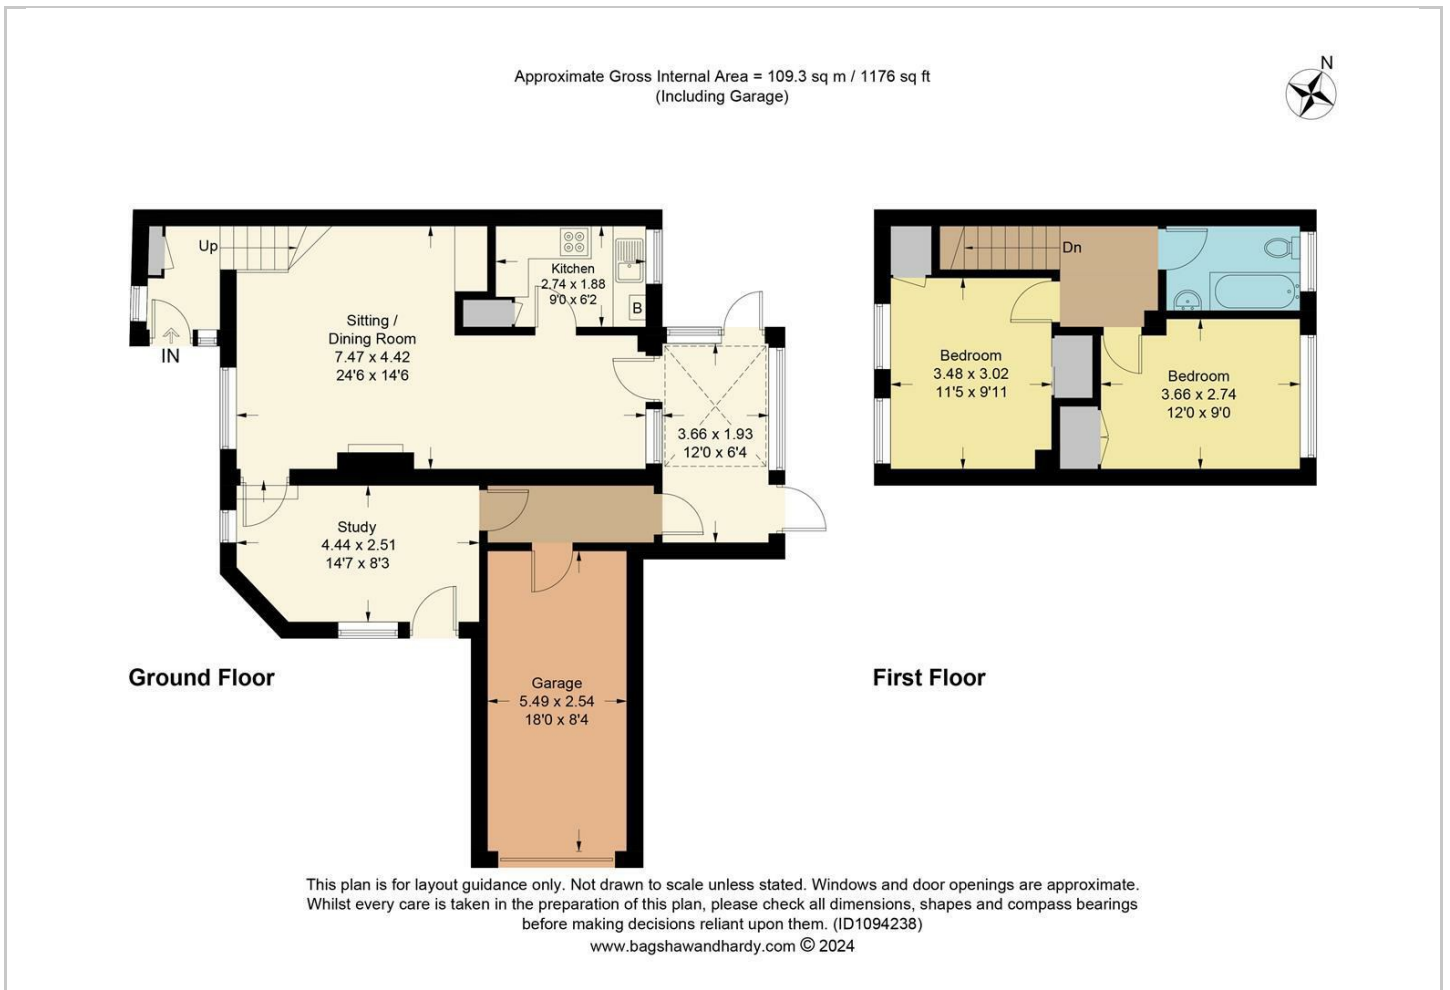 Approximate Gross Internal Area = 109.3 sq m / 1176 sq ft
(Including Garage)
N
Up
IN
Sitting /
Dining Room
7.47 x 4.42
24'6 x 14'6
Kitchen
2.74 x 1.88
9'0 x 6'2
B
3.66 x 1.93
12'0 x 6'4
Study
4.44 x 2.51
14'7 x 8'3
Garage
5.49 x 2.54
18'0 x 8'4
Ground Floor
Dn
Bedroom
3.48 x 3.02
11'5 x 9'11
Bedroom
3.66 x 2.74
12'0 x 9'0
First Floor
This plan is for layout guidance only. Not drawn to scale unless stated. Windows and door openings are approximate.
Whilst every care is taken in the preparation of this plan, please check all dimensions, shapes and compass bearings
before making decisions reliant upon them. (ID1094238)
www.bagshawandhardy.com © 2024